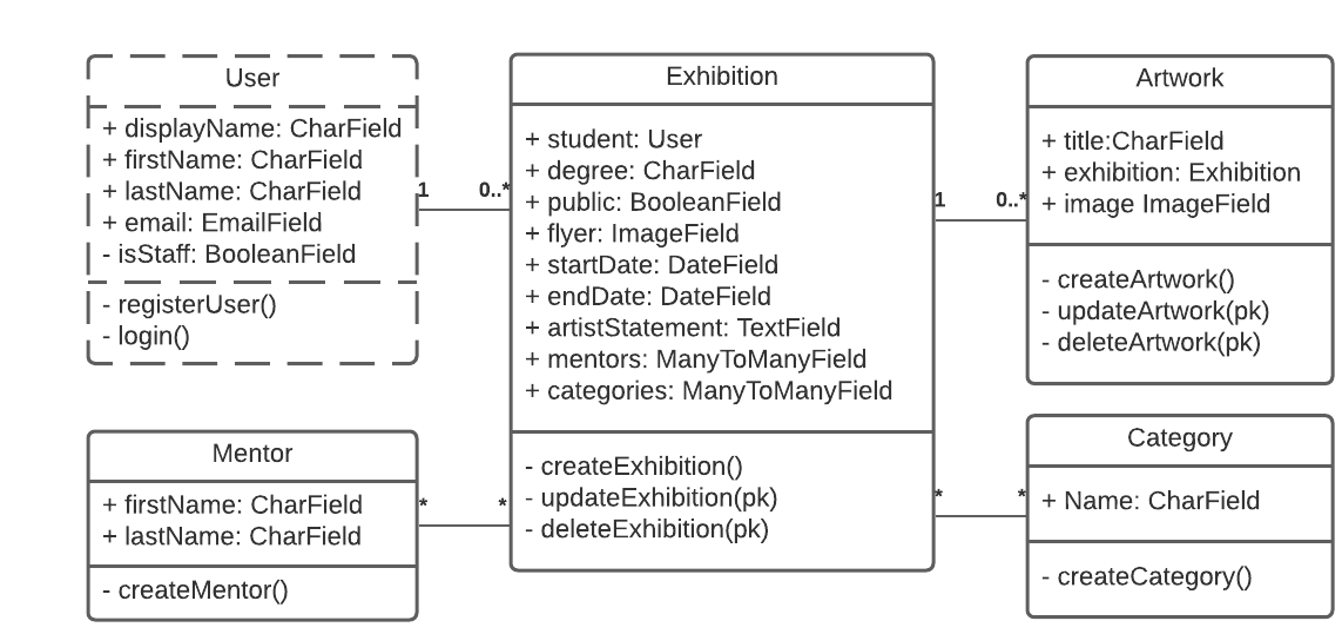 User
+ displayName: CharField
+ firstName: CharField
+ lastName: CharField
+ email: EmailField
- isStaff: BooleanField
- registerUser()
- login()
1
0..*
Exhibition
+ student: User
+ degree: CharField
+ public: BooleanField
+ flyer: ImageField
+ startDate: DateField
+ endDate: DateField
+ artistStatement: TextField
+ mentors: ManyToManyField
+ categories: ManyToManyField
- createExhibition()
- updateExhibition(pk)
- deleteExhibition(pk)
1
0..*
Artwork
+ title:CharField
+ exhibition: Exhibition
+ image ImageField
- createArtwork()
- updateArtwork(pk)
- deleteArtwork(pk)
Mentor
+ firstName: CharField
+ lastName: CharField
- createMentor()
*
*
*
*
Category
+ Name: CharField
- createCategory()